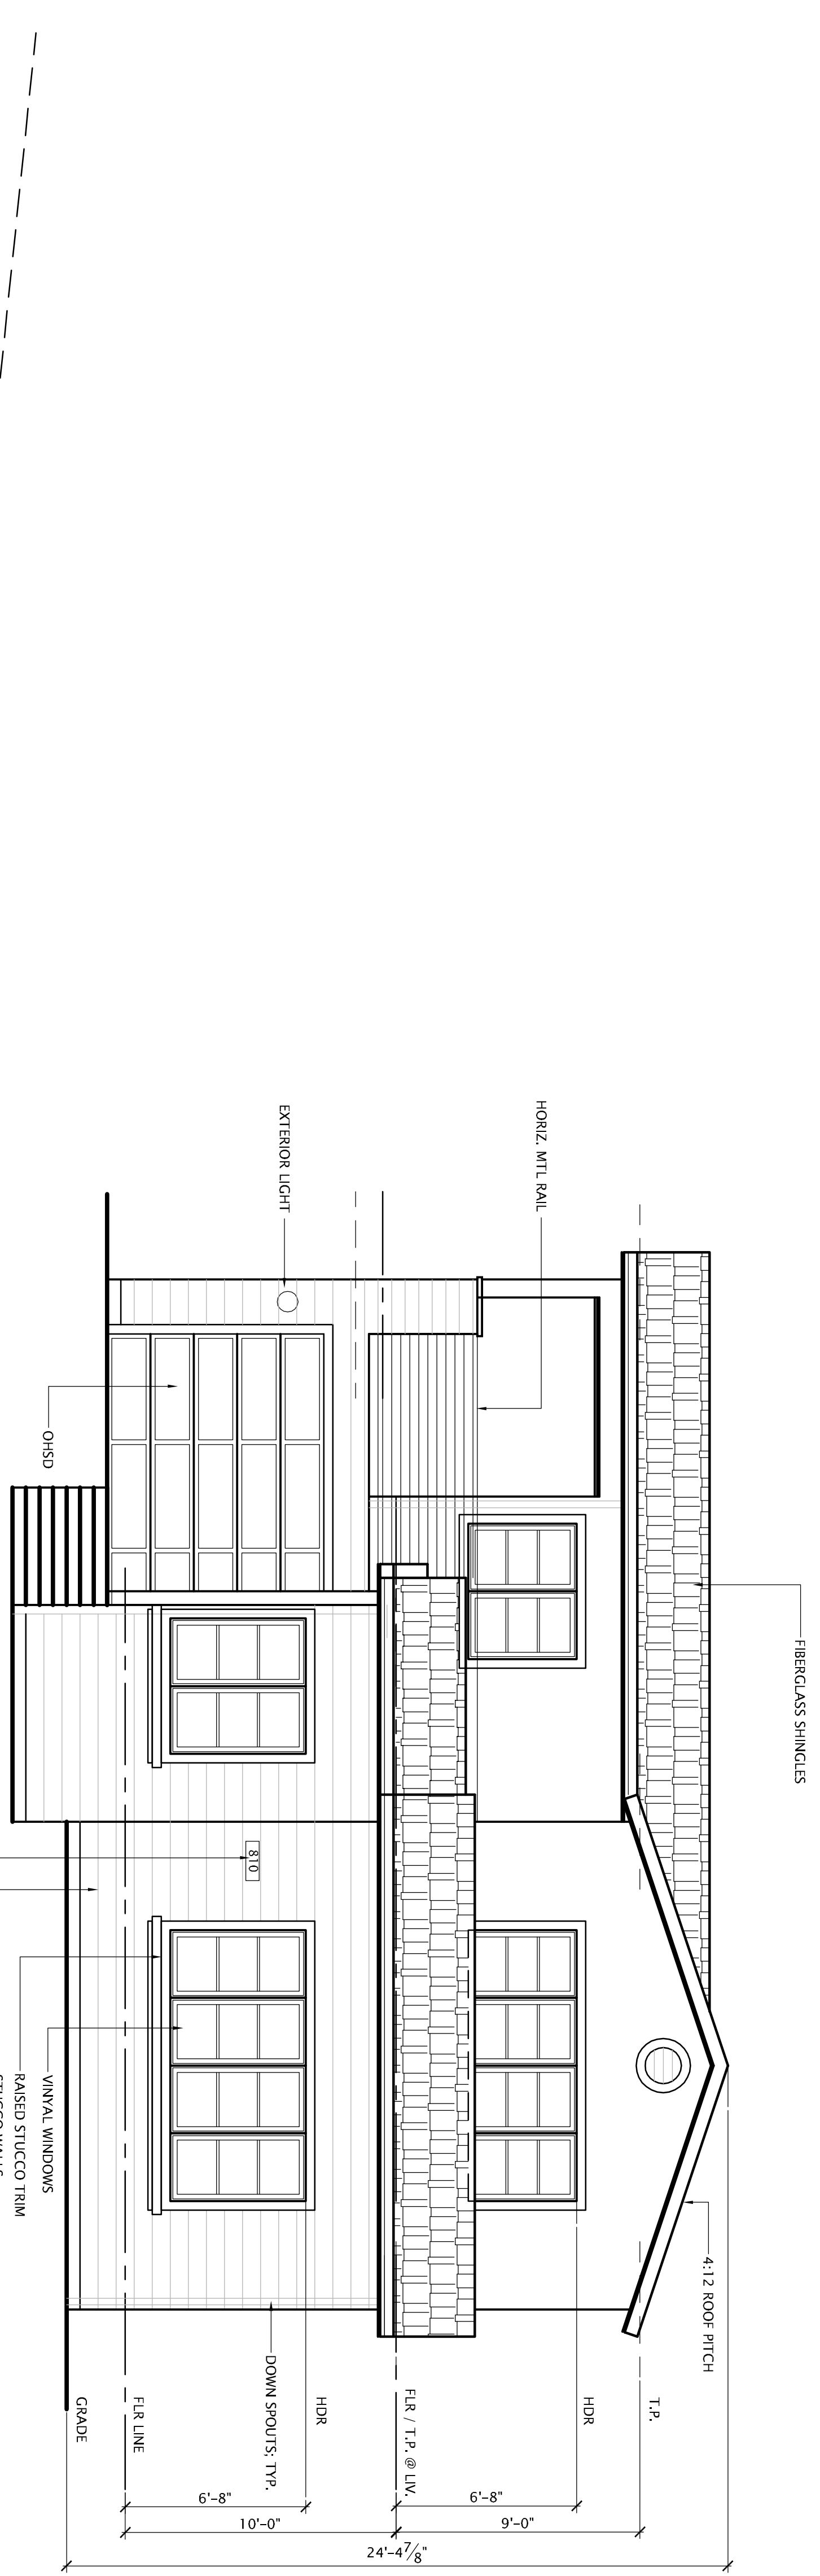 FIBERGLASS SHINGLES
4:12 ROOF PITCH
T.P.
HORIZ. MTL RAIL
HDR
FLR / T.P. @ LIV.
EXTERIOR LIGHT
HDR
810
DOWN SPOUTS; TYP.
FLR LINE
GRADE
OHSD
VINYAL WINDOWS
RAISED STUCCO TRIM
STUCCO WALLS
6'-8"
9'-0"
6'-8"
10'-0"
24'-4 7/8"